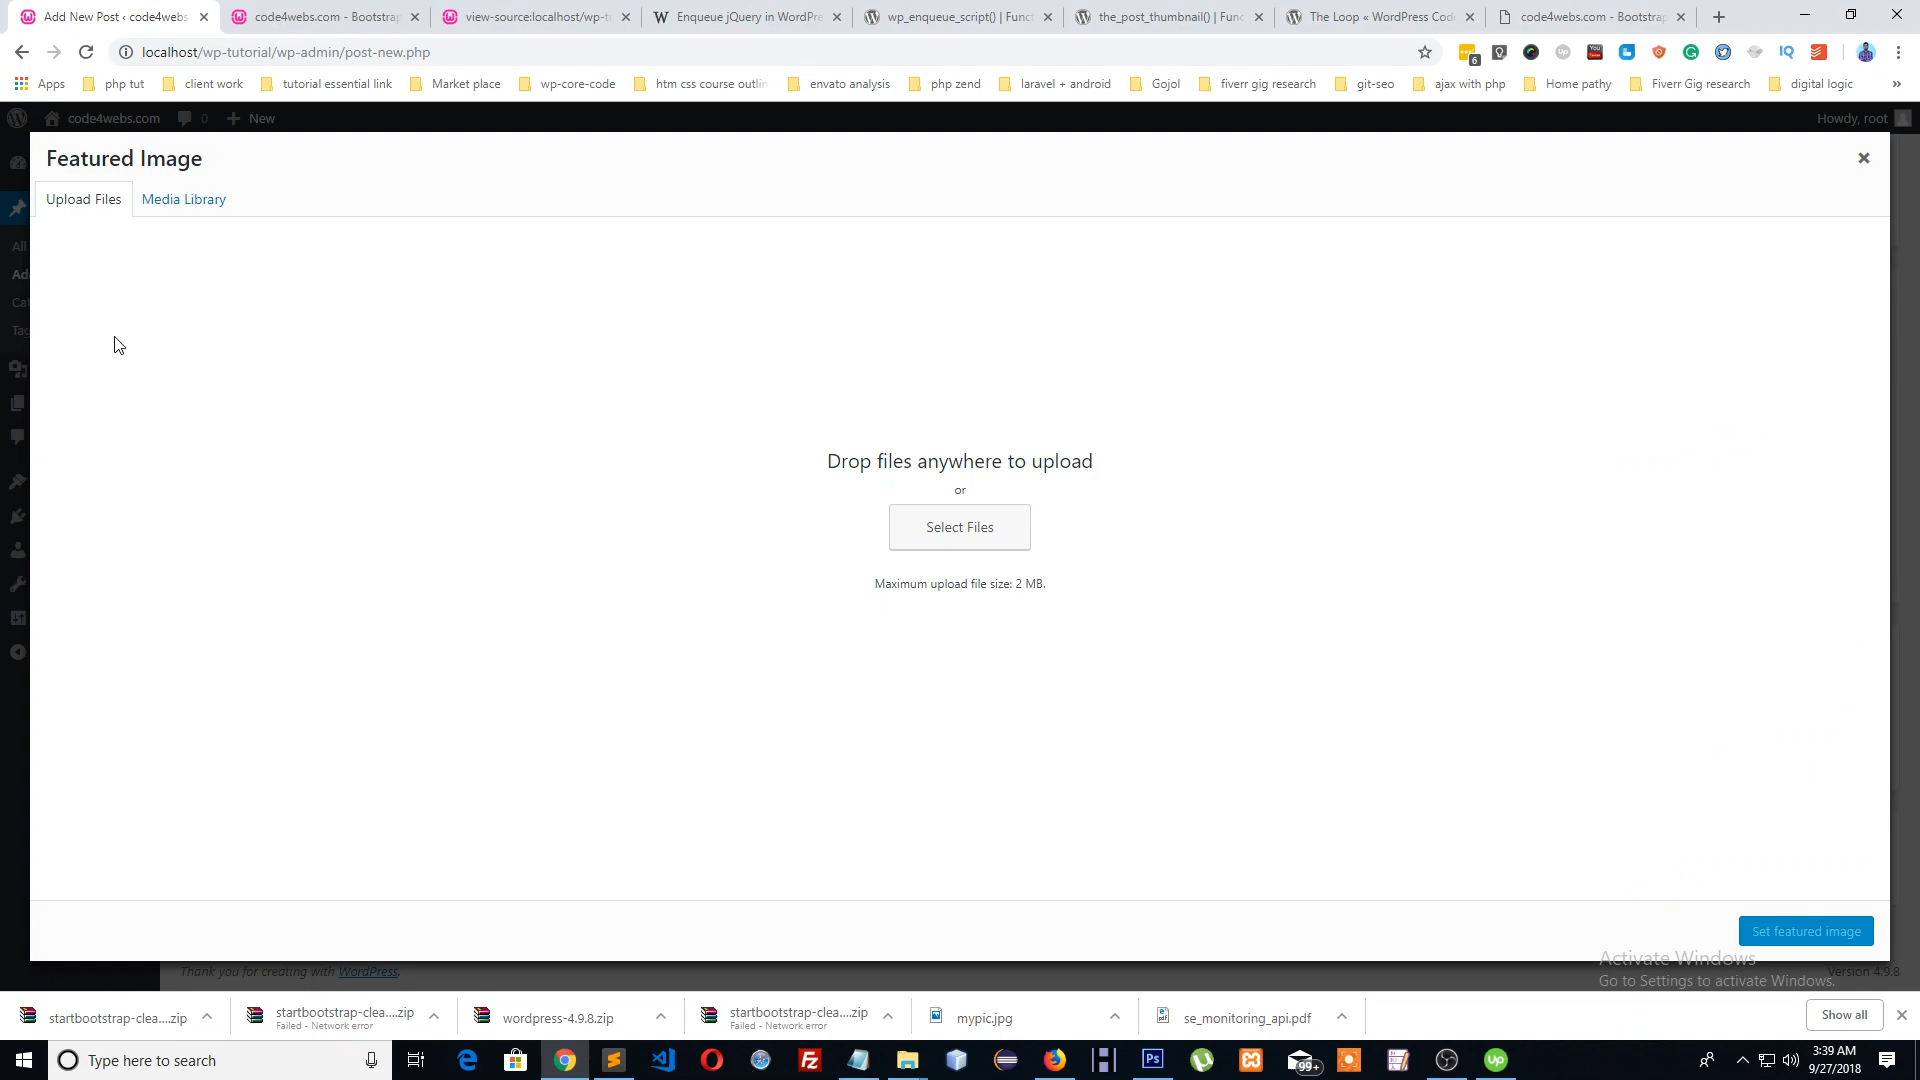 Add New Post ‹ code4webs
code4webs.com - Bootstrap
view-source:localhost/wp-tu
Enqueue jQuery in WordPre
wp_enqueue_script() | Funct
the_post_thumbnail() | Func
The Loop « WordPress Cod
code4webs.com - Bootstrap
localhost/wp-tutorial/wp-admin/post-new.php
6
Apps
php tut
client work
tutorial essential link
Market place
wp-core-code
htm css course outlin
envato analysis
php zend
laravel + android
Gojol
fiverr gig research
git-seo
ajax with php
Home pathy
Fiverr Gig research
digital logic
»
code4webs.com
0
New
Howdy, root
Featured Image
Upload Files
Media Library
All
Add
Cat
Tag
Drop files anywhere to upload
or
Select Files
Maximum upload file size: 2 MB.
Set featured image
Activate Windows
Go to Settings to activate Windows.
Thank you for creating with WordPress.
Version 4.9.8
startbootstrap-clea....zip
startbootstrap-clea....zip
Failed - Network error
wordpress-4.9.8.zip
startbootstrap-clea....zip
Failed - Network error
mypic.jpg
se_monitoring_api.pdf
Show all
Type here to search
99+
3:39 AM
9/27/2018